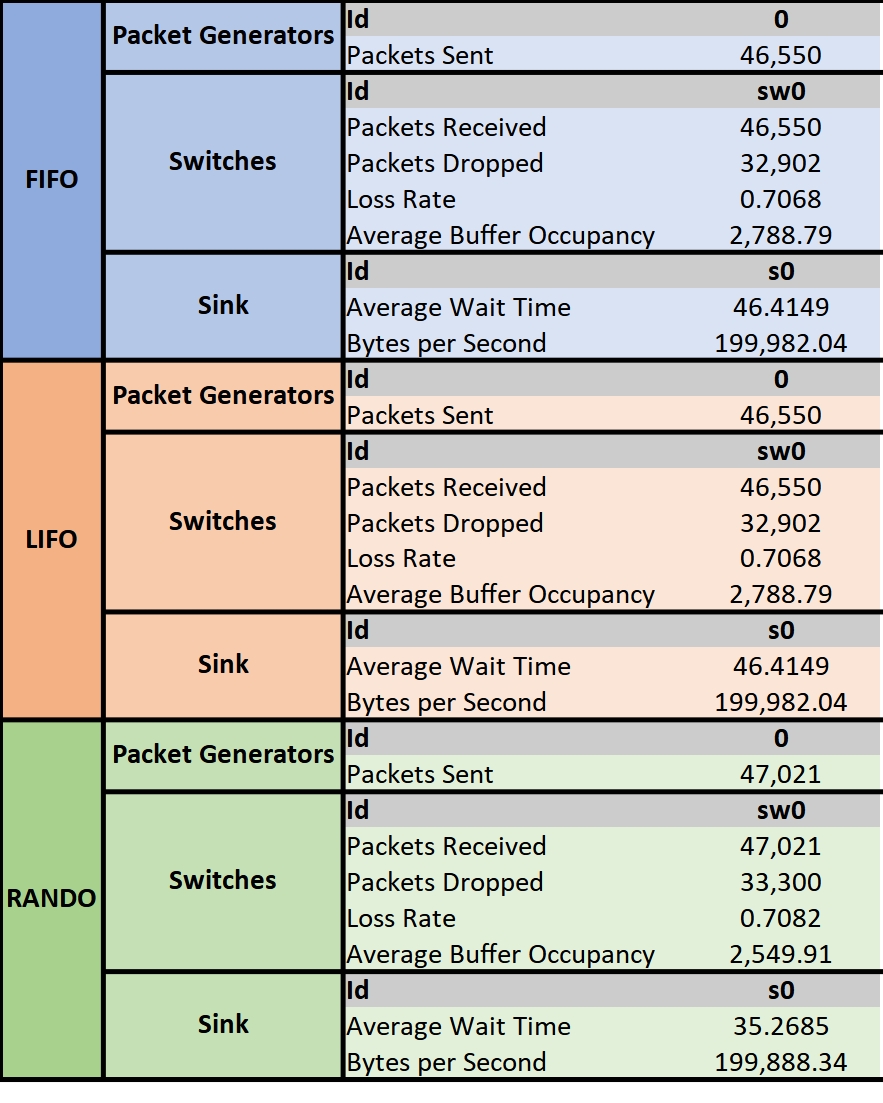 FIFO
Packet Generators
Id 0
Packets Sent 46,550
Switches
Id sw0
Packets Received 46,550
Packets Dropped 32,902
Loss Rate 0.7068
Average Buffer Occupancy 2,788.79
Sink
Id s0
Average Wait Time 46.4149
Bytes per Second 199,982.04
LIFO
Packet Generators
Id 0
Packets Sent 46,550
Switches
Id sw0
Packets Received 46,550
Packets Dropped 32,902
Loss Rate 0.7068
Average Buffer Occupancy 2,788.79
Sink
Id s0
Average Wait Time 46.4149
Bytes per Second 199,982.04
RANDO
Packet Generators
Id 0
Packets Sent 47,021
Switches
Id sw0
Packets Received 47,021
Packets Dropped 33,300
Loss Rate 0.7082
Average Buffer Occupancy 2,549.91
Sink
Id s0
Average Wait Time 35.2685
Bytes per Second 199,888.34